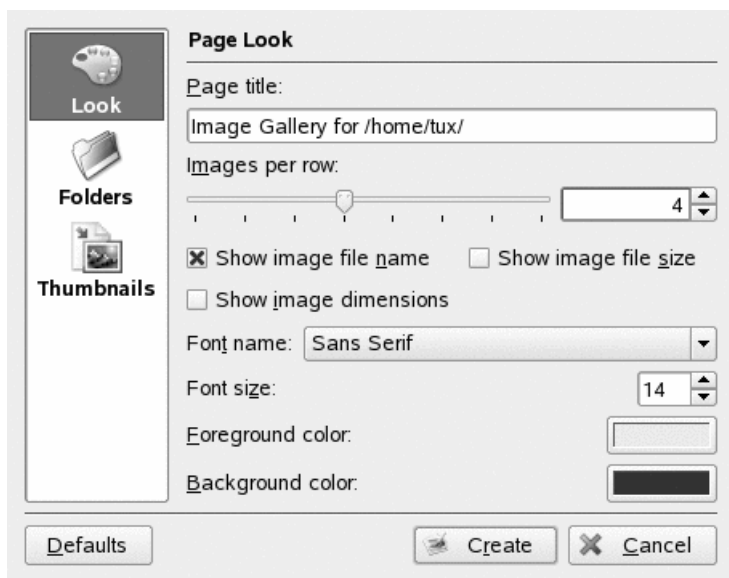 Look
Folders
Thumbnails
Page Look
Page title:
Image Gallery for /home/tux/
Images per row:
4
Show image file name
Show image file size
Show image dimensions
Font name: Sans Serif
Font size: 14
Foreground color:
Background color:
Defaults
Create
Cancel